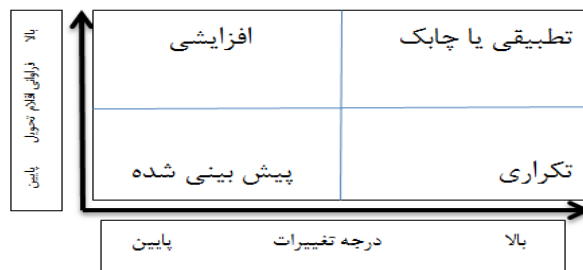 افزایشی
تطبیقی یا چابک
پیش بینی شده
تکراری
بالا
فراوانی اقلام تحویل
پایین
پایین
درجه تغییرات
بالا